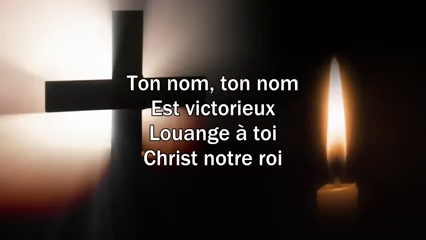 Ton nom, ton nom
Est victorieux
Louange à toi
Christ notre roi